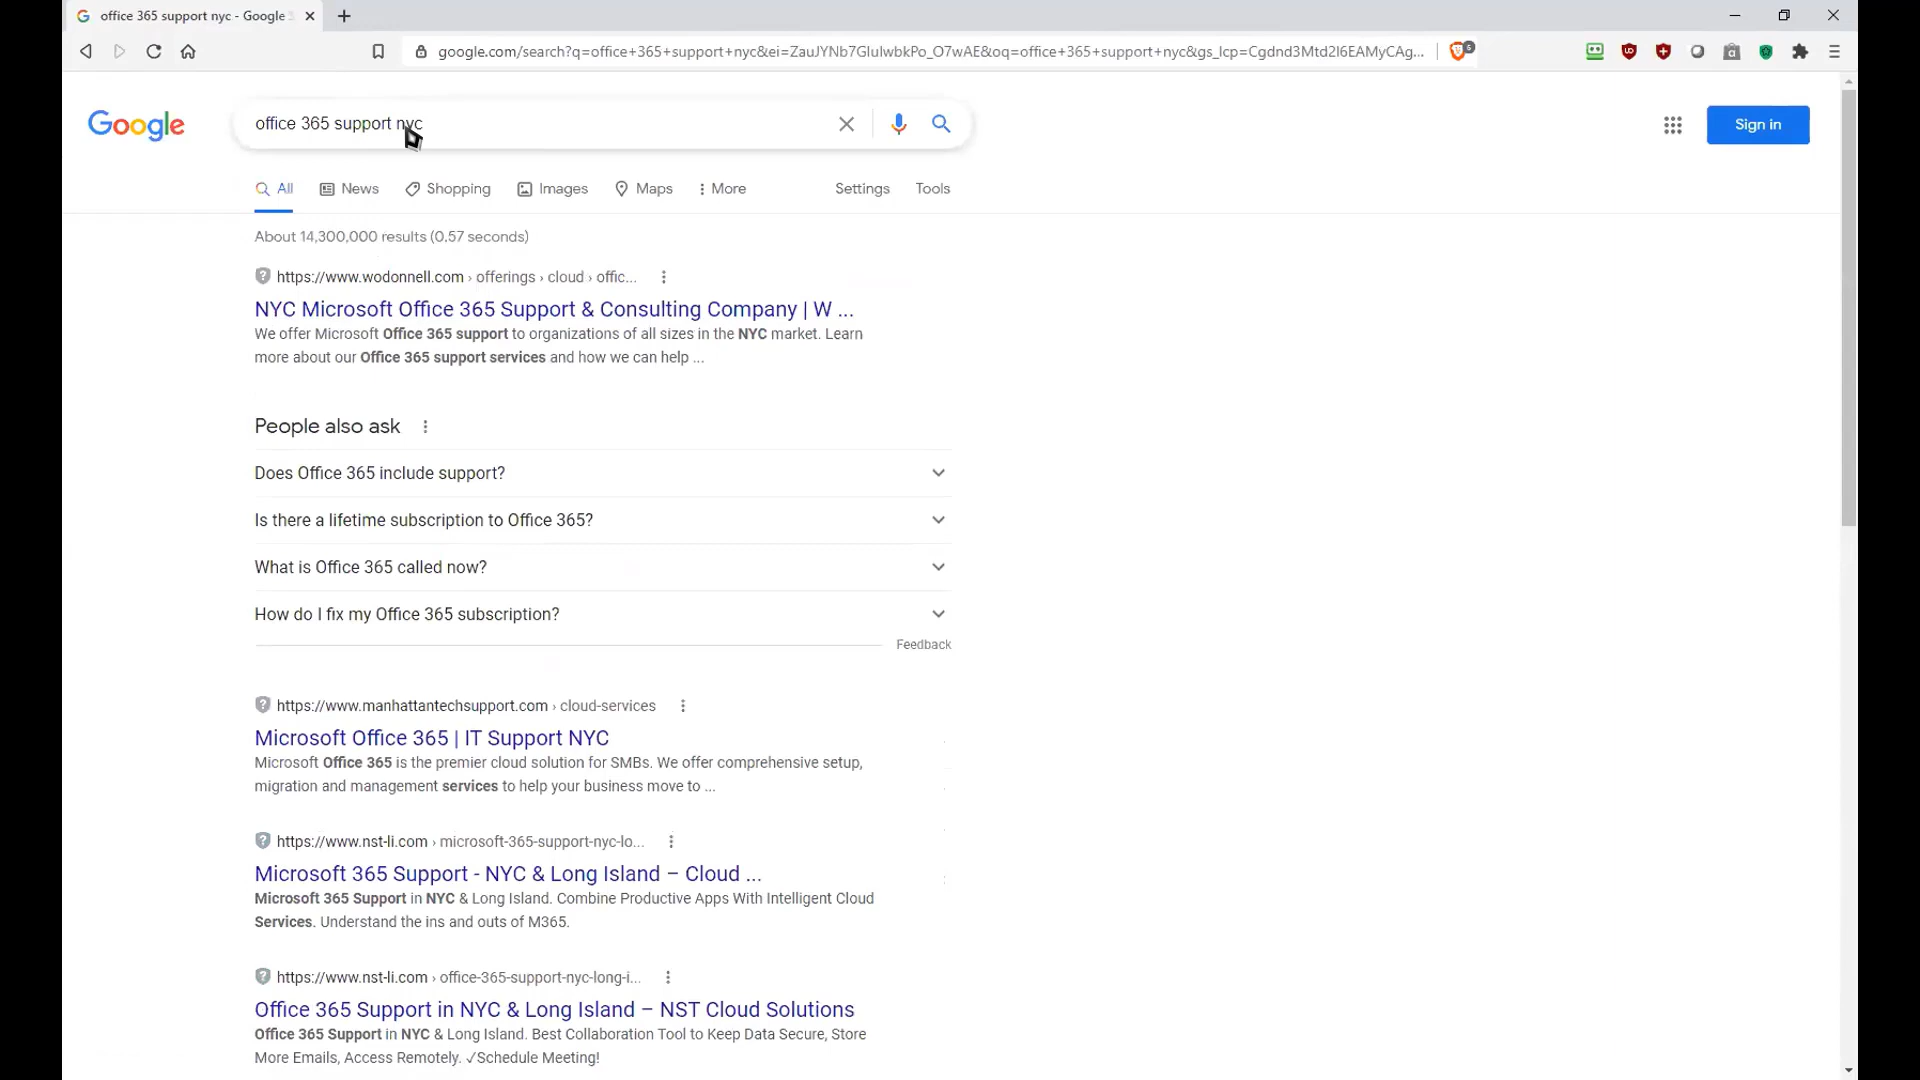 office 365 support nyc - Google S
google.com/search?q=office+365+support+nyc&ei=ZauJYNb7GIulwbkPo_O7wAE&oq=office+365+support+nyc&gs_lcp=Cgdnd3Mtd2l6EAMyCAg...
6
Google
office 365 support nyc
Sign in
All News Shopping Images Maps More Settings Tools
About 14,300,000 results (0.57 seconds)
https://www.wodonnell.com › offerings › cloud › offic...
NYC Microsoft Office 365 Support & Consulting Company | W ...
We offer Microsoft Office 365 support to organizations of all sizes in the NYC market. Learn
more about our Office 365 support services and how we can help ...
People also ask
Does Office 365 include support?
Is there a lifetime subscription to Office 365?
What is Office 365 called now?
How do I fix my Office 365 subscription?
Feedback
https://www.manhattantechsupport.com › cloud-services
Microsoft Office 365 | IT Support NYC
Microsoft Office 365 is the premier cloud solution for SMBs. We offer comprehensive setup,
migration and management services to help your business move to ...
https://www.nst-li.com › microsoft-365-support-nyc-lo...
Microsoft 365 Support - NYC & Long Island – Cloud ...
Microsoft 365 Support in NYC & Long Island. Combine Productive Apps With Intelligent Cloud
Services. Understand the ins and outs of M365.
https://www.nst-li.com › office-365-support-nyc-long-i...
Office 365 Support in NYC & Long Island – NST Cloud Solutions
Office 365 Support in NYC & Long Island. Best Collaboration Tool to Keep Data Secure, Store
More Emails, Access Remotely. ✓Schedule Meeting!